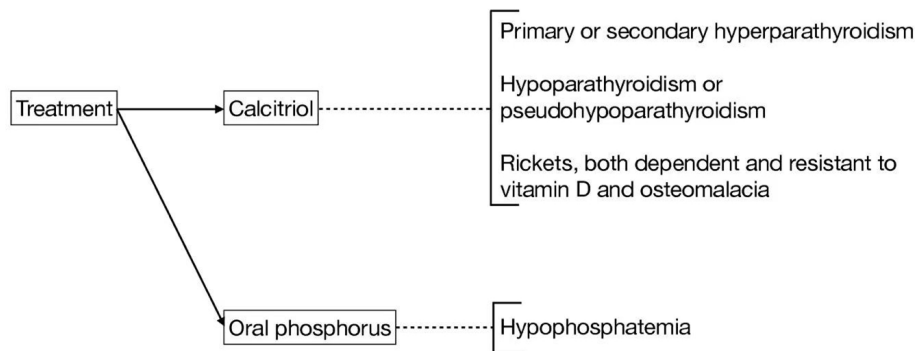 Treatment
Calcitriol
Primary or secondary hyperparathyroidism
Hypoparathyroidism or
pseudohypoparathyroidism
Rickets, both dependent and resistant to
vitamin D and osteomalacia
Oral phosphorus
Hypophosphatemia